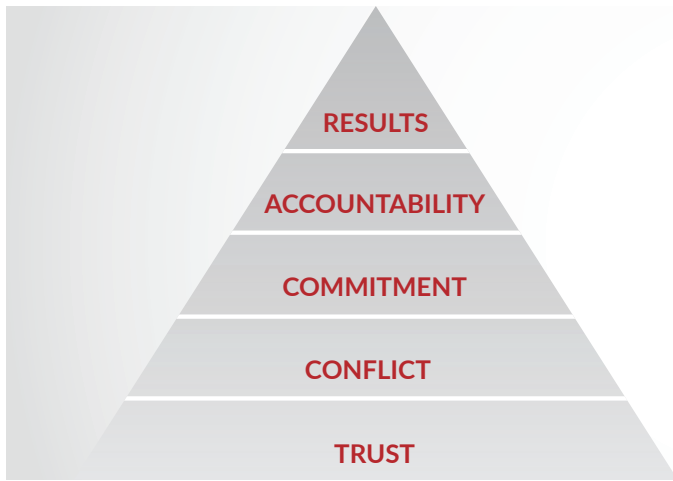 RESULTS
ACCOUNTABILITY
COMMITMENT
CONFLICT
TRUST